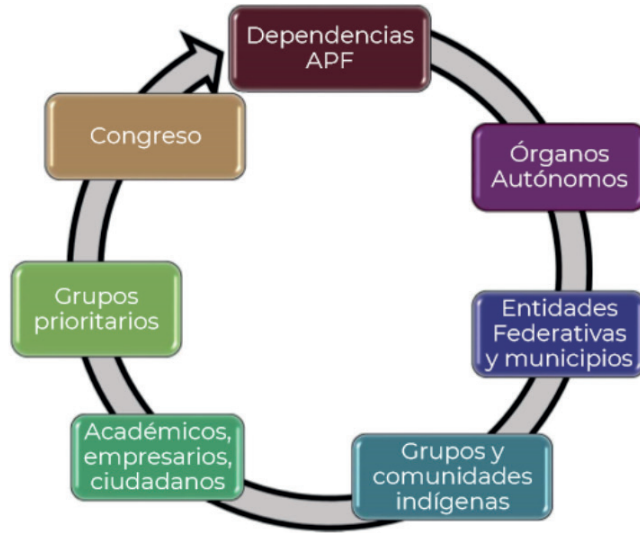 Dependencias
APF
Órganos
Autónomos
Entidades
Federativas
y municipios
Grupos y
comunidades
indígenas
Académicos,
empresarios,
ciudadanos
Grupos
prioritarios
Congreso